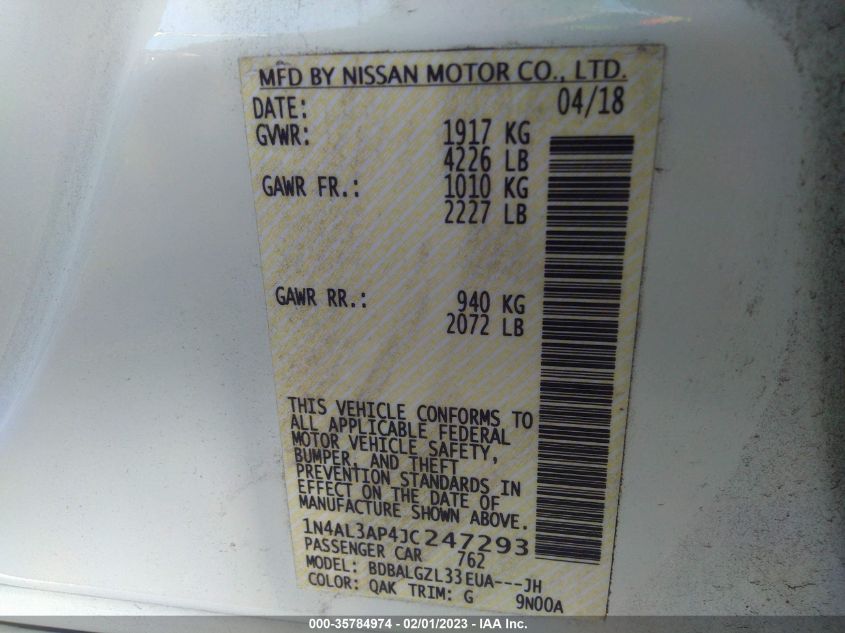 MFD BY NISSAN MOTOR CO., LTD.
DATE: 04/18
GVWR: 1917 KG
4226 LB
GAWR FR.: 1010 KG
2227 LB
GAWR RR.: 940 KG
2072 LB
THIS VEHICLE CONFORMS TO
ALL APPLICABLE FEDERAL
MOTOR VEHICLE SAFETY,
BUMPER, AND THEFT
PREVENTION STANDARDS IN
EFFECT ON THE DATE OF
MANUFACTURE SHOWN ABOVE.
1N4AL3AP4JC247293
PASSENGER CAR 762
MODEL: BDBALGZL33EUA---JH
COLOR: QAK TRIM: G 9N00A
000-35784974 - 02/01/2023 - IAA Inc.